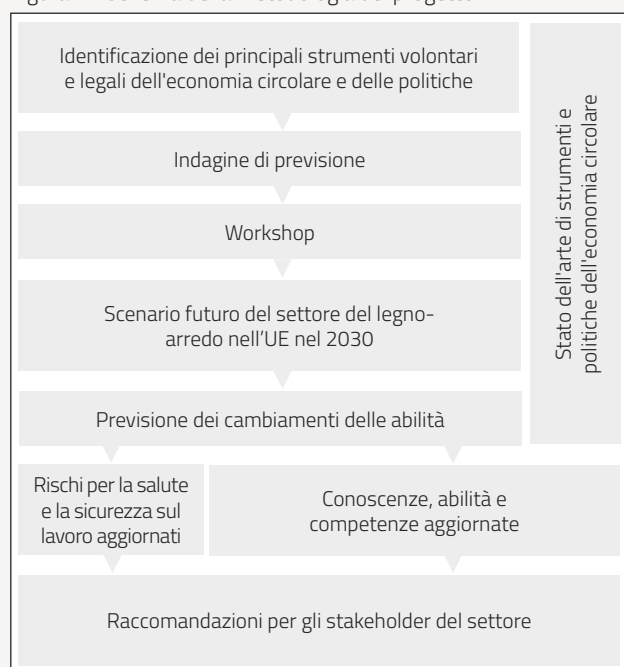 Identificazione dei principali strumenti volontari
e legali dell'economia circolare e delle politiche
Indagine di previsione
Workshop
Scenario futuro del settore del legno-
arredo nell'UE nel 2030
Previsione dei cambiamenti delle abilità
Stato dell'arte di strumenti e
politiche dell'economia circolare
Rischi per la salute
e la sicurezza sul
lavoro aggiornati
Conoscenze, abilità e
competenze aggiornate
Raccomandazioni per gli stakeholder del settore